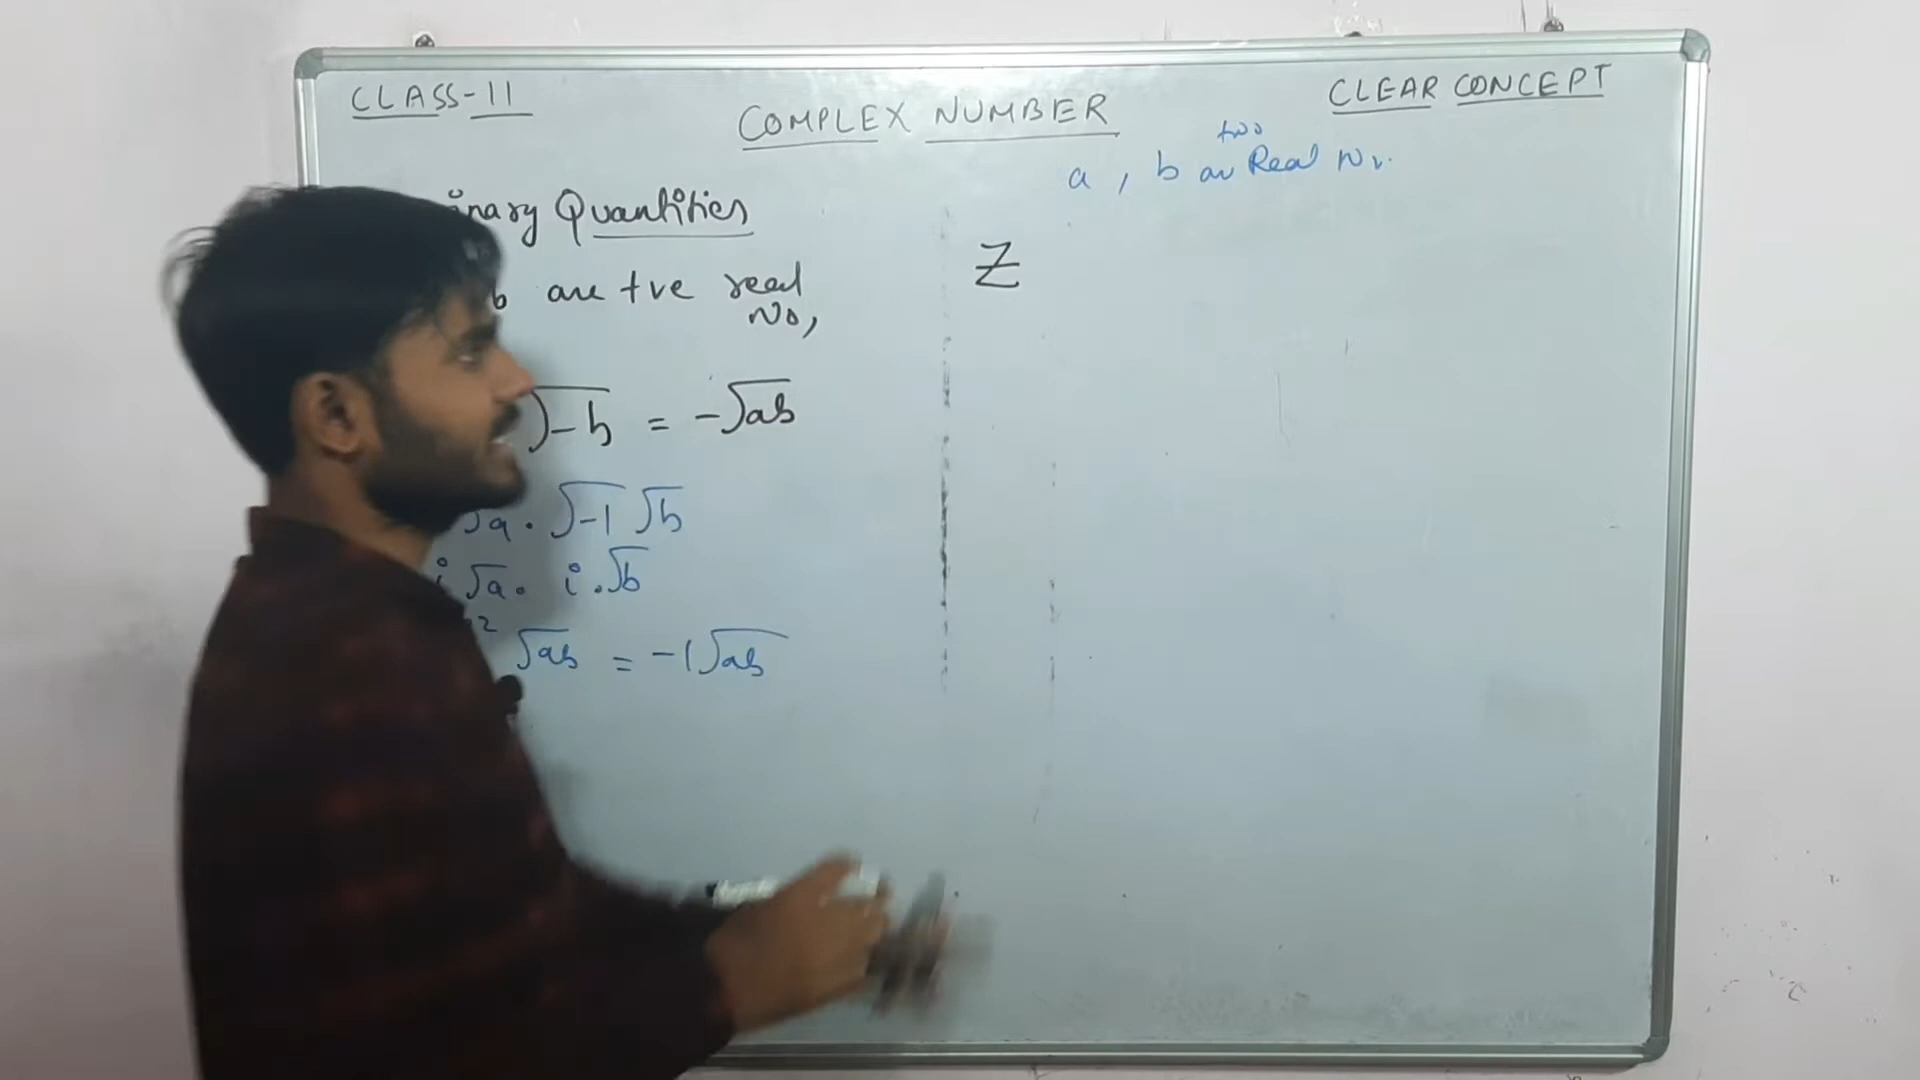 CLASS-11
COMPLEX NUMBER
CLEAR CONCEPT
inary Quantities
b are +ve real
No,
√-b = -√ab
√a . √-1 √b
i √a . i . √b
2 √ab = -1√ab
two
a , b are Real No.
Z